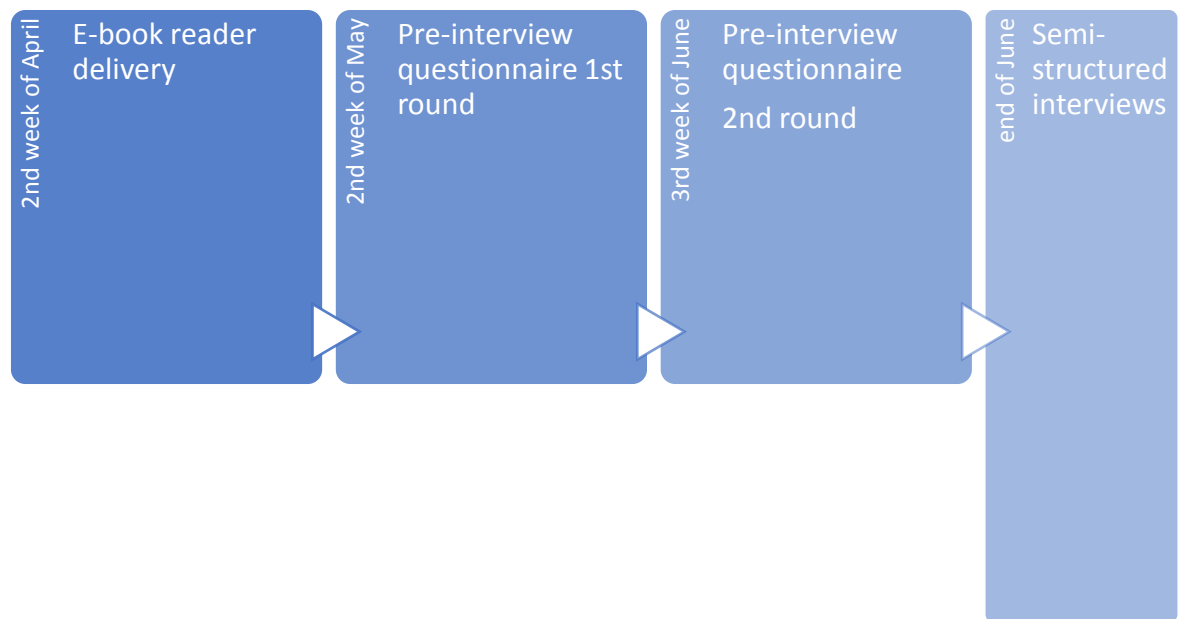 2nd week of April
E-book reader
delivery
2nd week of May
Pre-interview
questionnaire 1st
round
3rd week of June
Pre-interview
questionnaire
2nd round
end of June
Semi-
structured
interviews